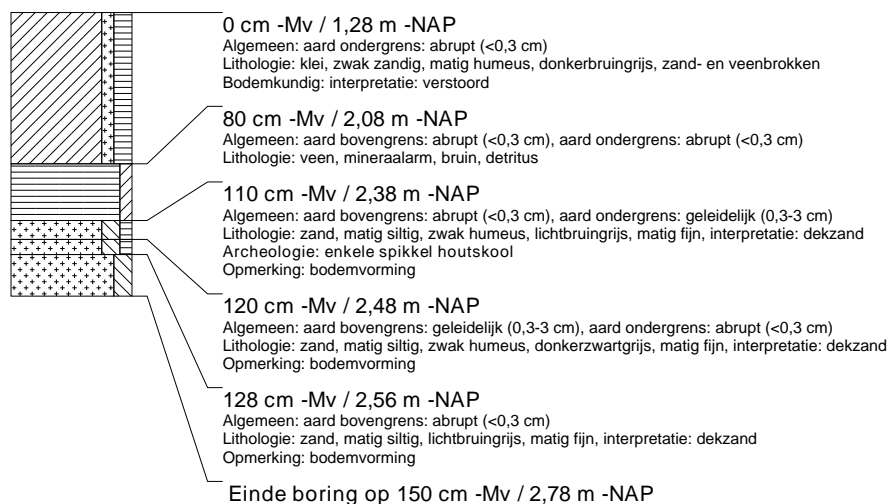 0 cm -Mv / 1,28 m -NAP
Algemeen: aard ondergrens: abrupt (<0,3 cm)
Lithologie: klei, zwak zandig, matig humeus, donkerbruingrijs, zand- en veenbrokken
Bodemkundig: interpretatie: verstoord
80 cm -Mv / 2,08 m -NAP
Algemeen: aard bovengrens: abrupt (<0,3 cm), aard ondergrens: abrupt (<0,3 cm)
Lithologie: veen, mineraalarm, bruin, detritus
110 cm -Mv / 2,38 m -NAP
Algemeen: aard bovengrens: abrupt (<0,3 cm), aard ondergrens: geleidelijk (0,3-3 cm)
Lithologie: zand, matig siltig, zwak humeus, lichtbruingrijs, matig fijn, interpretatie: dekzand
Archeologie: enkele spikkel houtskool
Opmerking: bodemvorming
120 cm -Mv / 2,48 m -NAP
Algemeen: aard bovengrens: geleidelijk (0,3-3 cm), aard ondergrens: abrupt (<0,3 cm)
Lithologie: zand, matig siltig, zwak humeus, donkerzwartgrijs, matig fijn, interpretatie: dekzand
Opmerking: bodemvorming
128 cm -Mv / 2,56 m -NAP
Algemeen: aard bovengrens: abrupt (<0,3 cm)
Lithologie: zand, matig siltig, lichtbruingrijs, matig fijn, interpretatie: dekzand
Opmerking: bodemvorming
Einde boring op 150 cm -Mv / 2,78 m -NAP